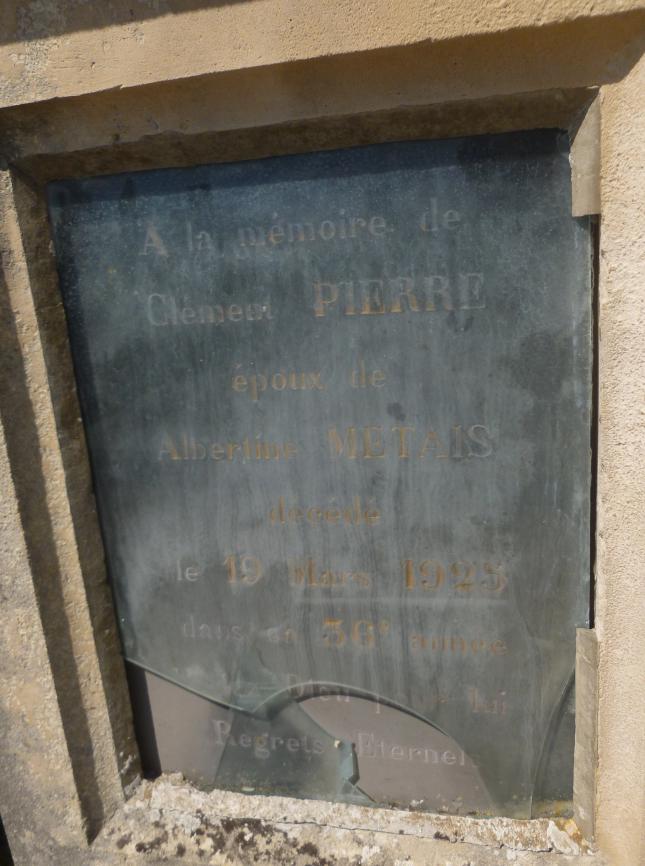 A la mémoire de
Clément PIERRE
époux de
Albertine METAIS
décédé
le 19 Mars 1925
dans sa 36e année
Dieu pour lui
Regrets Eternels